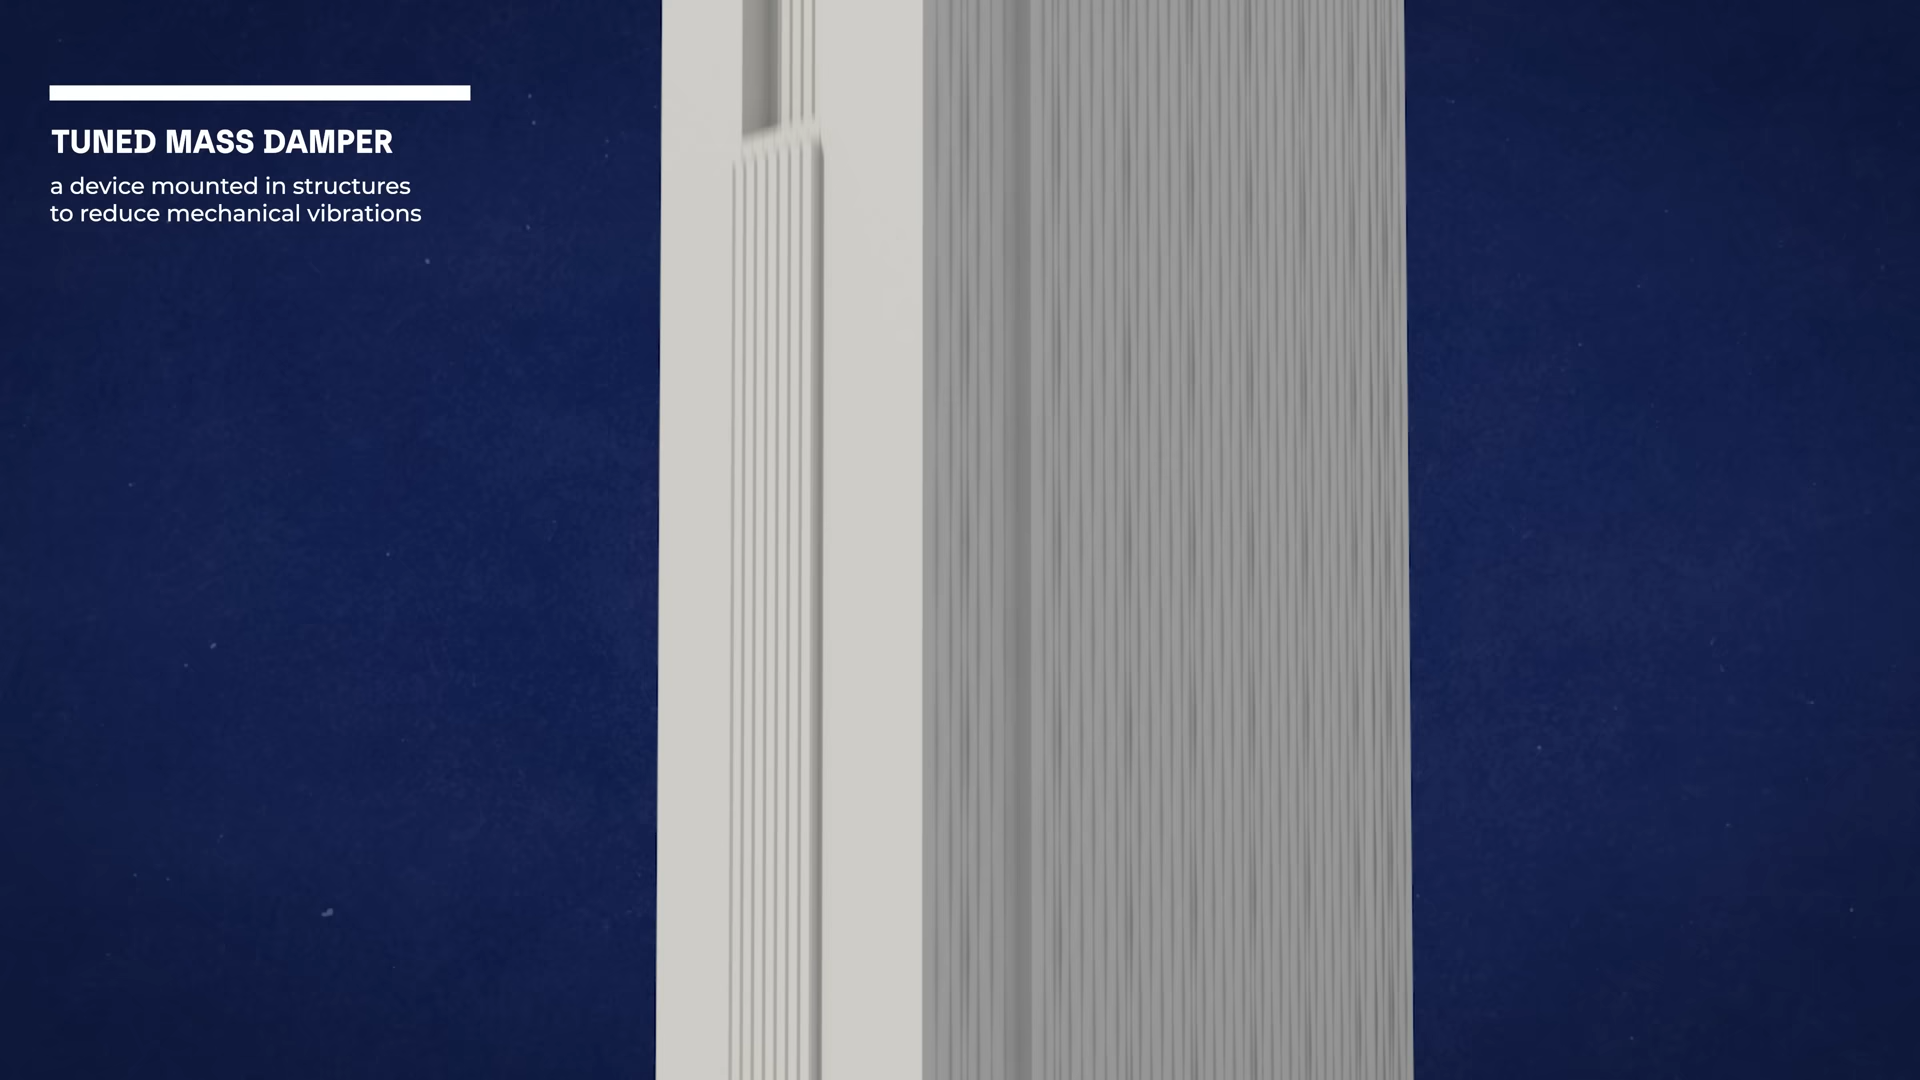 TUNED MASS DAMPER
a device mounted in structures
to reduce mechanical vibrations